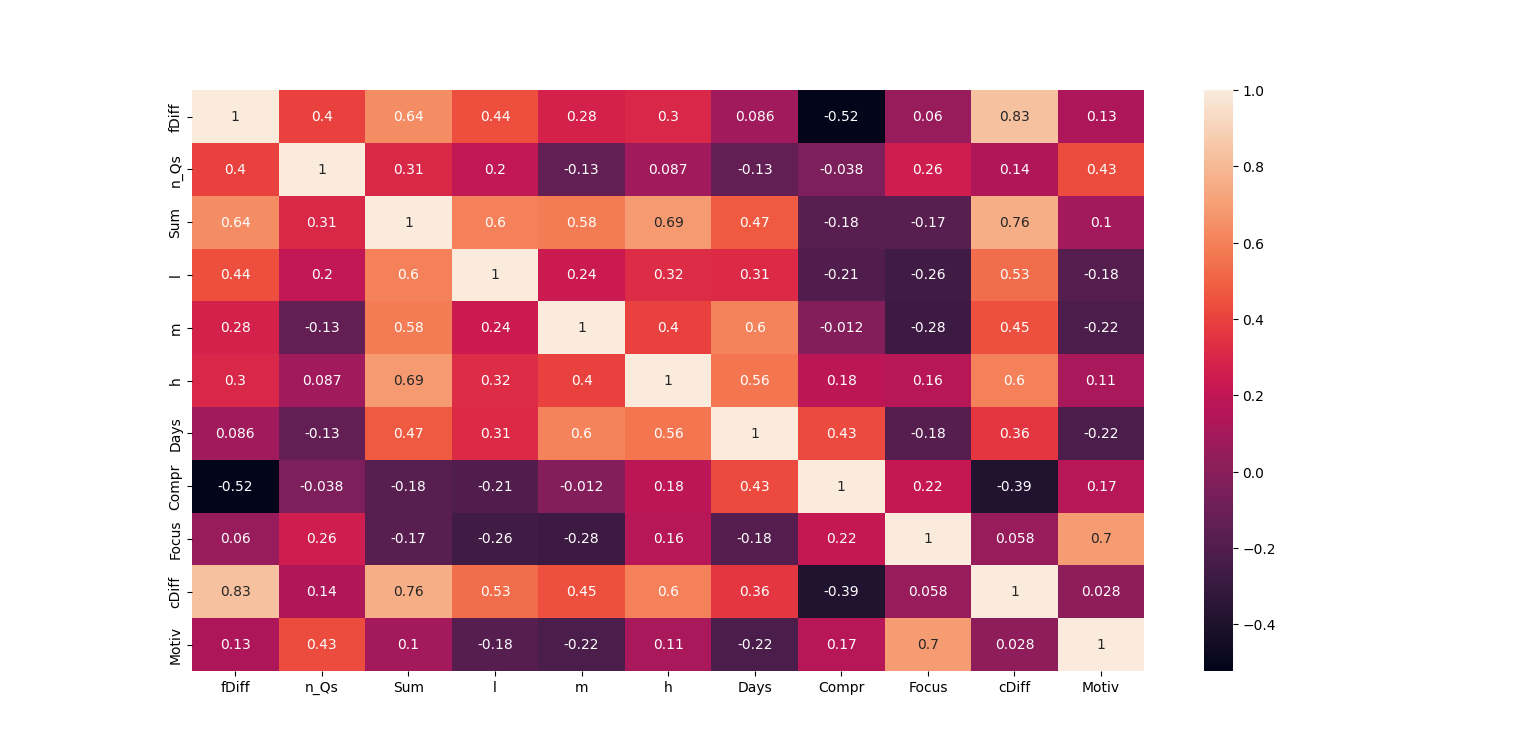 fDiff 1 0.4 0.64 0.44 0.28 0.3 0.086 -0.52 0.06 0.83 0.13
n_Qs 0.4 1 0.31 0.2 -0.13 0.087 -0.13 -0.038 0.26 0.14 0.43
Sum 0.64 0.31 1 0.6 0.58 0.69 0.47 -0.18 -0.17 0.76 0.1
l 0.44 0.2 0.6 1 0.24 0.32 0.31 -0.21 -0.26 0.53 -0.18
m 0.28 -0.13 0.58 0.24 1 0.4 0.6 -0.012 -0.28 0.45 -0.22
h 0.3 0.087 0.69 0.32 0.4 1 0.56 0.18 0.16 0.6 0.11
Days 0.086 -0.13 0.47 0.31 0.6 0.56 1 0.43 -0.18 0.36 -0.22
Compr -0.52 -0.038 -0.18 -0.21 -0.012 0.18 0.43 1 0.22 -0.39 0.17
Focus 0.06 0.26 -0.17 -0.26 -0.28 0.16 -0.18 0.22 1 0.058 0.7
cDiff 0.83 0.14 0.76 0.53 0.45 0.6 0.36 -0.39 0.058 1 0.028
Motiv 0.13 0.43 0.1 -0.18 -0.22 0.11 -0.22 0.17 0.7 0.028 1
fDiff n_Qs Sum l m h Days Compr Focus cDiff Motiv
1.0
0.8
0.6
0.4
0.2
0.0
−0.2
−0.4